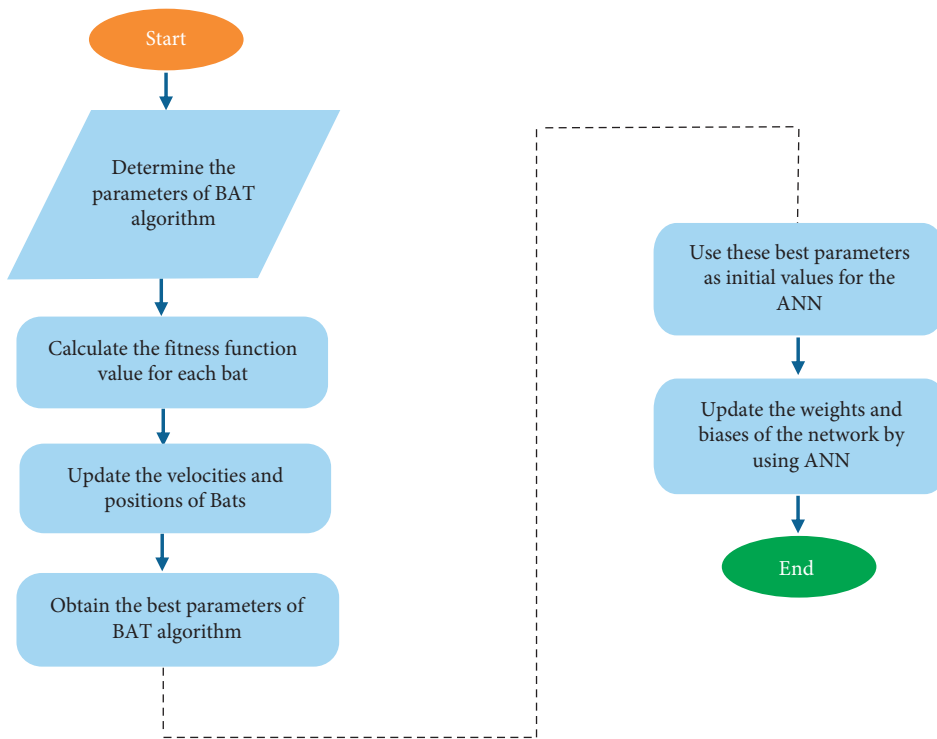 Start
Determine the
parameters of BAT
algorithm
Calculate the fitness function
value for each bat
Update the velocities and
positions of Bats
Obtain the best parameters of
BAT algorithm
Use these best parameters
as initial values for the
ANN
Update the weights and
biases of the network by
using ANN
End